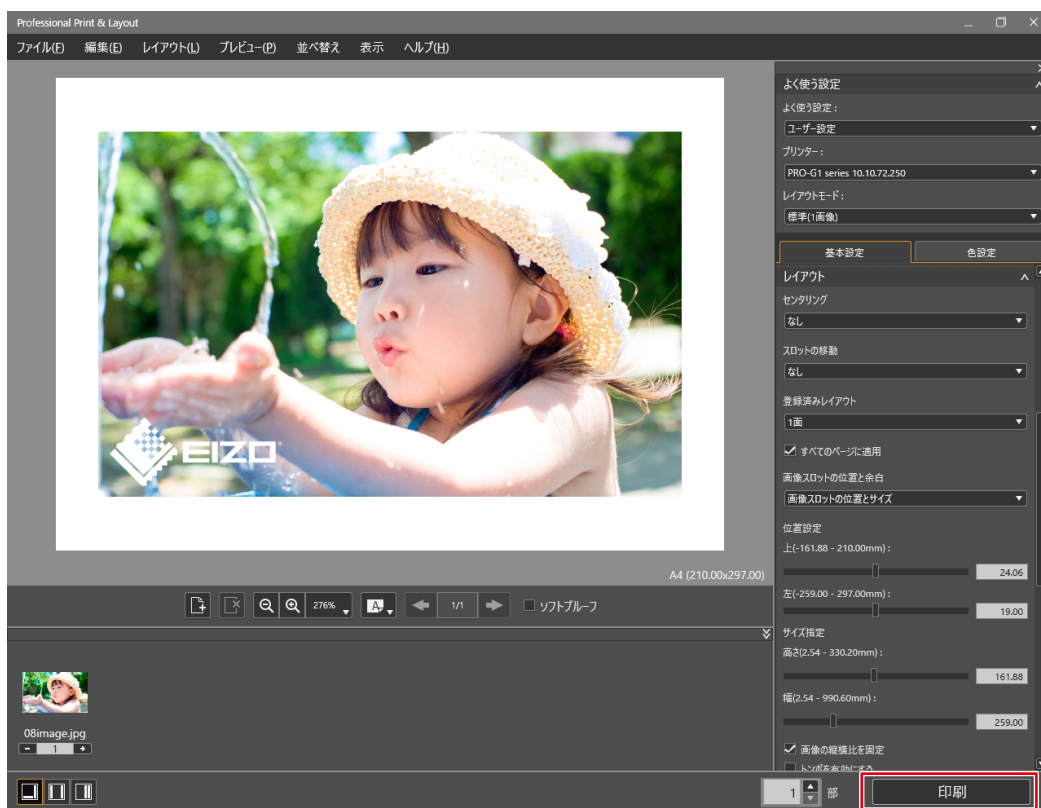 Professional Print & Layout
ファイル(F) 編集(E) レイアウト(L) プレビュー(P) 並べ替え 表示 ヘルプ(H)
よく使う設定
よく使う設定 :
ユーザー設定
プリンター :
PRO-G1 series 10.10.72.250
レイアウトモード :
標準(1画像)
基本設定 色設定
レイアウト
センタリング
なし
スロットの移動
なし
登録済みレイアウト
1面
すべてのページに適用
画像スロットの位置と余白
画像スロットの位置とサイズ
位置設定
上(-161.88 - 210.00mm) :
24.06
左(-259.00 - 297.00mm) :
19.00
サイズ指定
高さ(2.54 - 330.20mm) :
161.88
幅(2.54 - 990.60mm) :
259.00
画像の縦横比を固定
トンボを有効にする
EIZO
A4 (210.00x297.00)
276% A 1/1 ソフトプルーフ
08image.jpg
- 1 +
1 部 印刷